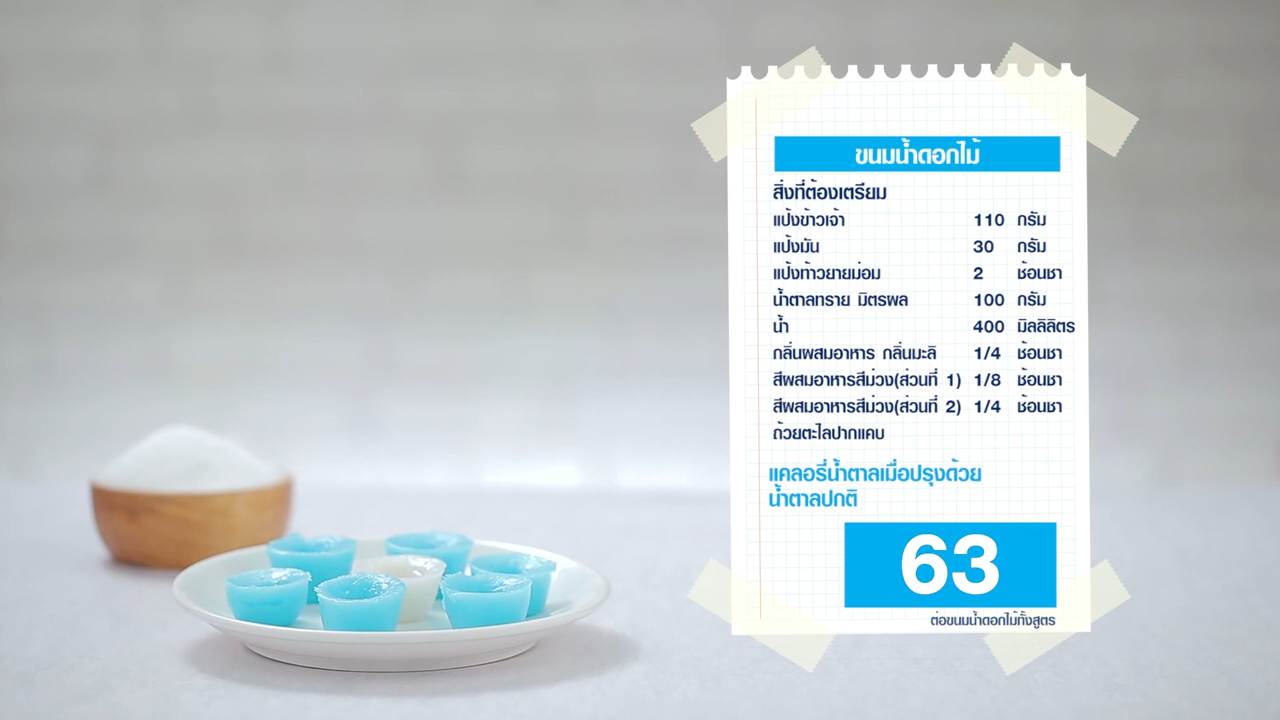 ขนมน้ำดอกไม้
สิ่งที่ต้องเตรียม
แป้งข้าวเจ้า 110 กรัม
แป้งมัน 30 กรัม
แป้งท้าวยายม่อม 2 ช้อนชา
น้ำตาลทราย มิตรผล 100 กรัม
น้ำ 400 มิลลิลิตร
กลิ่นผสมอาหาร กลิ่นมะลิ 1/4 ช้อนชา
สีผสมอาหารสีม่วง(ส่วนที่ 1) 1/8 ช้อนชา
สีผสมอาหารสีม่วง(ส่วนที่ 2) 1/4 ช้อนชา
ถ้วยตะไลปากแคบ
แคลอรี่น้ำตาลเมื่อปรุงด้วย
น้ำตาลปกติ
63
ต่อขนมน้ำดอกไม้ทั้งสูตร